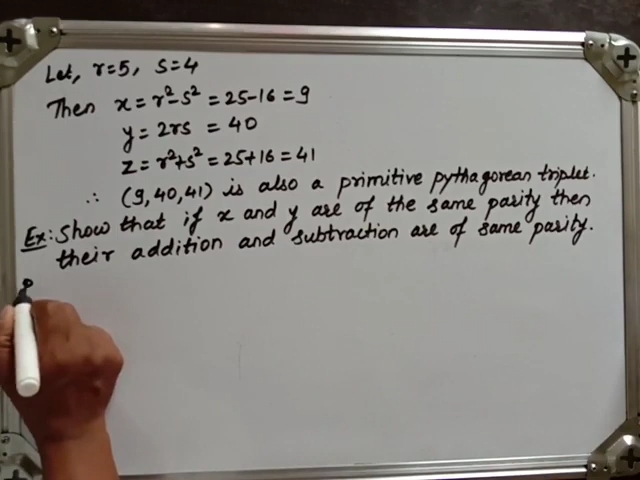 Let, r=5, s=4
Then x = r²-s² = 25-16 = 9
y = 2rs = 40
z = r²+s² = 25+16 = 41
∴ (9,40,41) is also a primitive pythagorean triplet.
Ex: Show that if x and y are of the same parity then
their addition and subtraction are of same parity.